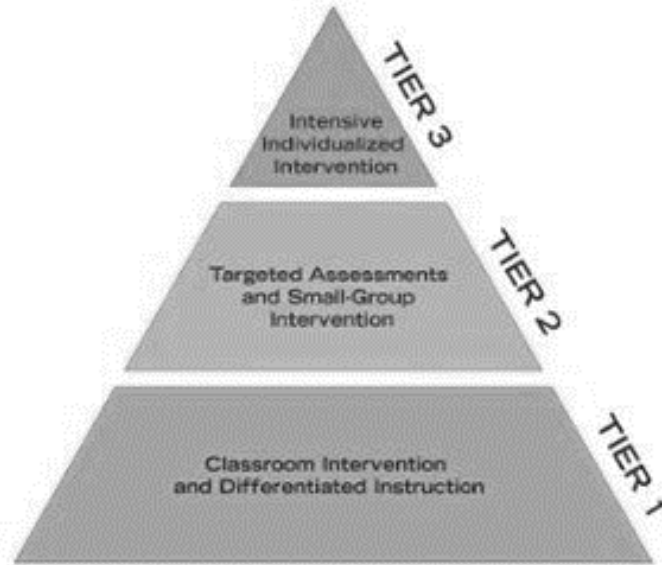 TIER 3
Intensive
Individualized
Intervention
TIER 2
Targeted Assessments
and Small-Group
Intervention
TIER 1
Classroom Intervention
and Differentiated Instruction